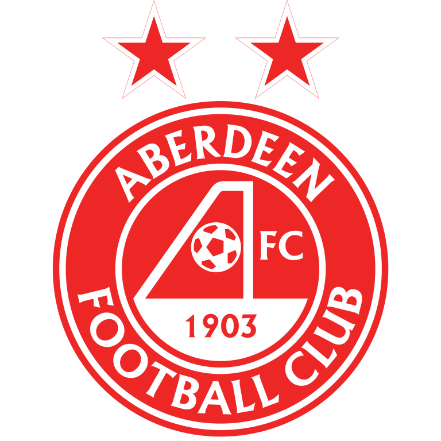 ABERDEEN
A FC
1903
FOOTBALL CLUB